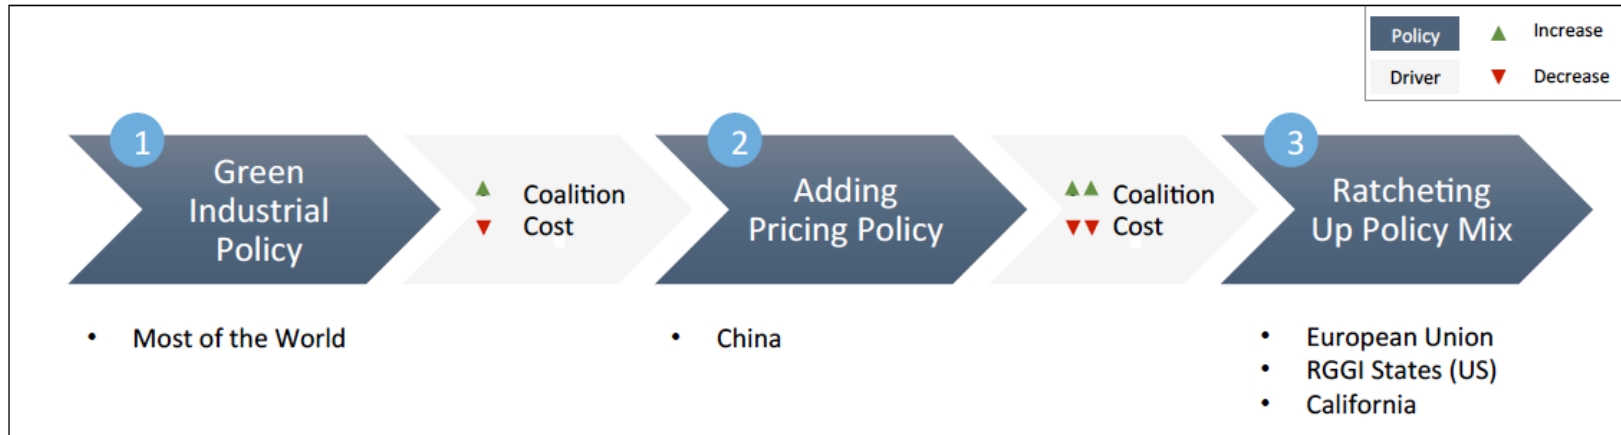 Policy
Increase
Driver
Decrease
1
Green
Industrial
Policy
Coalition
Cost
2
Adding
Pricing Policy
Coalition
Cost
3
Ratcheting
Up Policy Mix
• Most of the World
• China
• European Union
• RGGI States (US)
• California